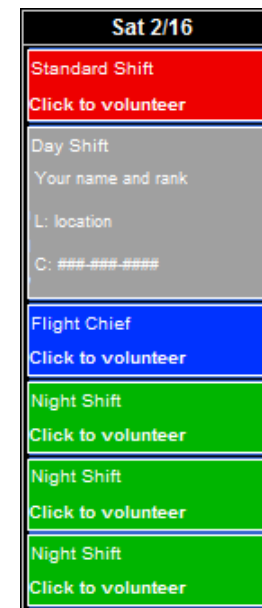 Sat 2/16
Standard Shift
Click to volunteer
Day Shift
Your name and rank
L: location
C: ###-###-####
Flight Chief
Click to volunteer
Night Shift
Click to volunteer
Night Shift
Click to volunteer
Night Shift
Click to volunteer